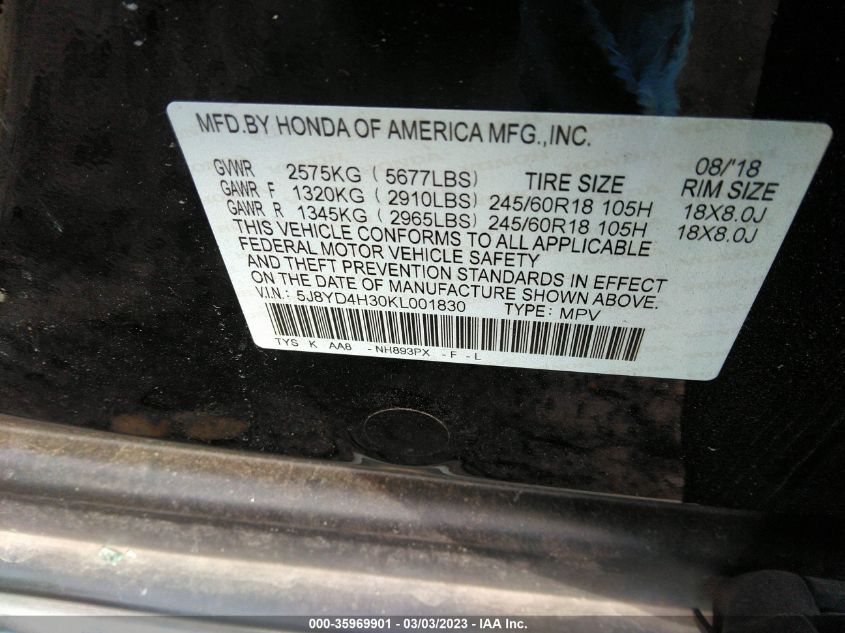 MFD.BY HONDA OF AMERICA MFG.,INC.
08/'18
GVWR 2575KG (5677LBS) TIRE SIZE RIM SIZE
GAWR F 1320KG (2910LBS) 245/60R18 105H 18X8.0J
GAWR R 1345KG (2965LBS) 245/60R18 105H 18X8.0J
THIS VEHICLE CONFORMS TO ALL APPLICABLE
FEDERAL MOTOR VEHICLE SAFETY
AND THEFT PREVENTION STANDARDS IN EFFECT
ON THE DATE OF MANUFACTURE SHOWN ABOVE.
V.I.N.: 5J8YD4H30KL001830 TYPE: MPV
TYS K AA8 -NH893PX -F -L
000-35969901 - 03/03/2023 - IAA Inc.